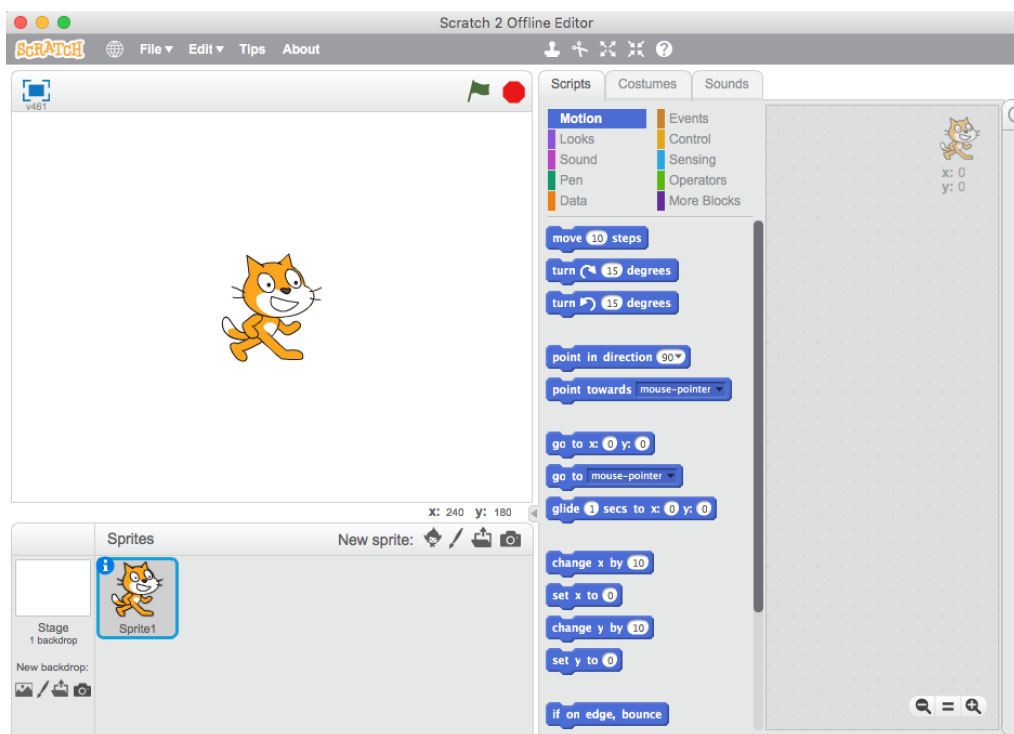 Scratch 2 Offline Editor
SCRATCH File Edit Tips About
v461
Scripts Costumes Sounds
Motion Events
Looks Control
Sound Sensing
Pen Operators
Data More Blocks
x: 0
y: 0
move 10 steps
turn 15 degrees
turn 15 degrees
point in direction 90
point towards mouse-pointer
go to x: 0 y: 0
go to mouse-pointer
glide 1 secs to x: 0 y: 0
change x by 10
set x to 0
change y by 10
set y to 0
if on edge, bounce
X: 240 y: 180
Sprites New sprite:
Stage
1 backdrop
New backdrop:
Sprite1